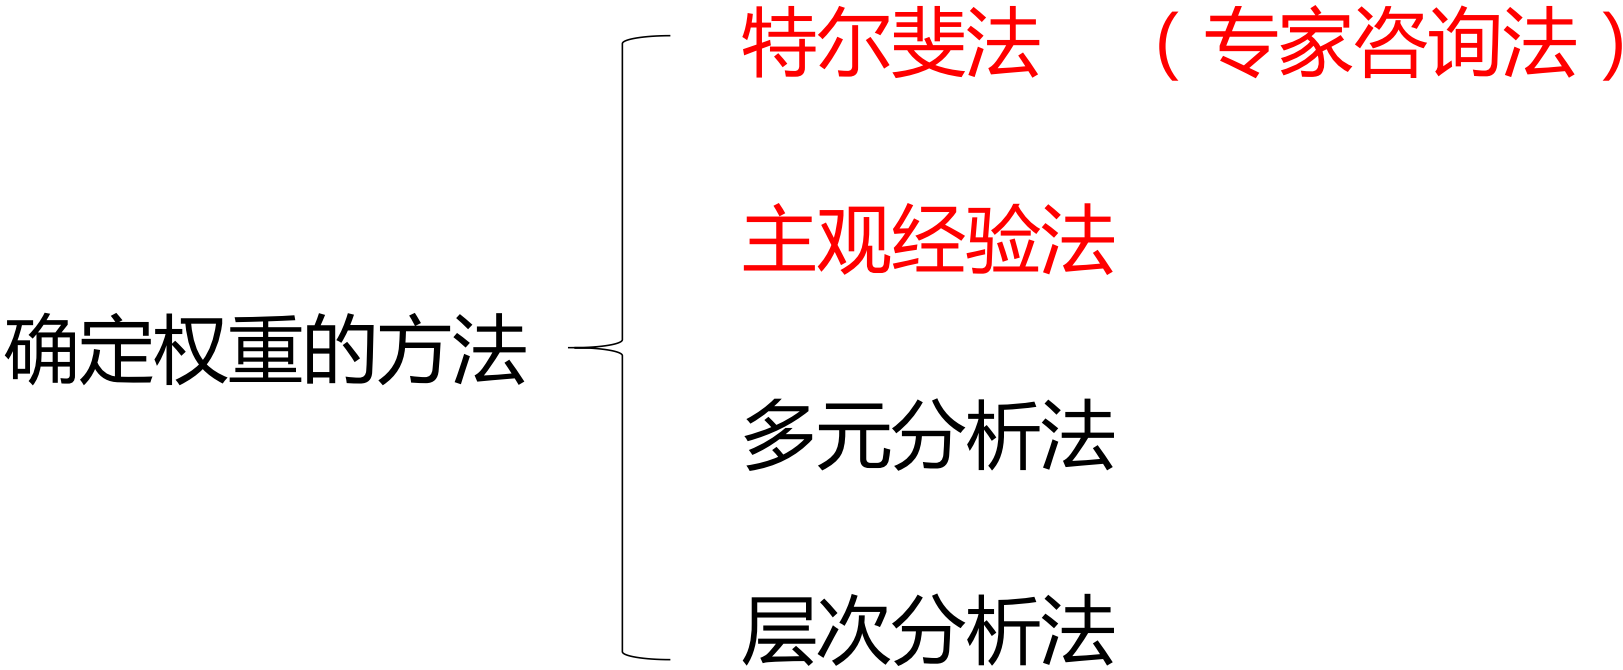 特尔斐法 （专家咨询法）
主观经验法
确定权重的方法
多元分析法
层次分析法